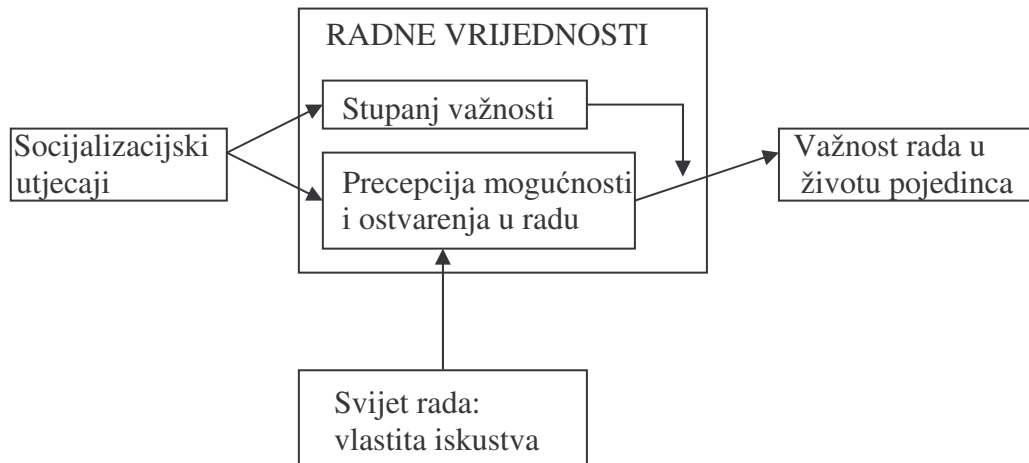 RADNE VRIJEDNOSTI
Stupanj važnosti
Socijalizacijski
utjecaji
Precepcija mogućnosti
i ostvarenja u radu
Važnost rada u
životu pojedinca
Svijet rada:
vlastita iskustva